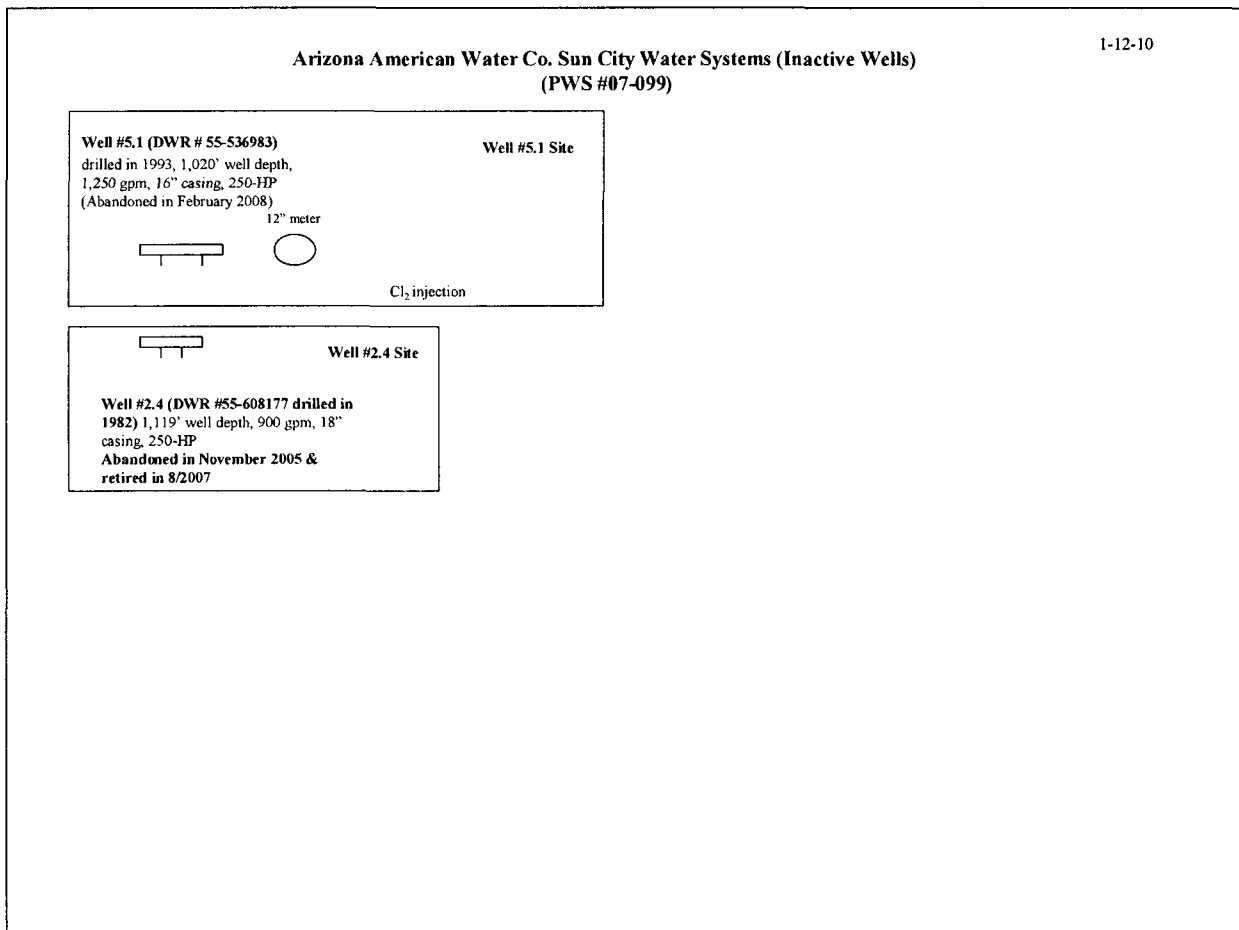 1-12-10
Arizona American Water Co. Sun City Water Systems (Inactive Wells)
(PWS #07-099)
Well #5.1 (DWR # 55-536983)
drilled in 1993, 1,020' well depth,
1,250 gpm, 16" casing, 250-HP
(Abandoned in February 2008)
Well #5.1 Site
12" meter
Cl₂ injection
Well #2.4 Site
Well #2.4 (DWR #55-608177 drilled in
1982) 1,119' well depth, 900 gpm, 18"
casing, 250-HP
Abandoned in November 2005 &
retired in 8/2007